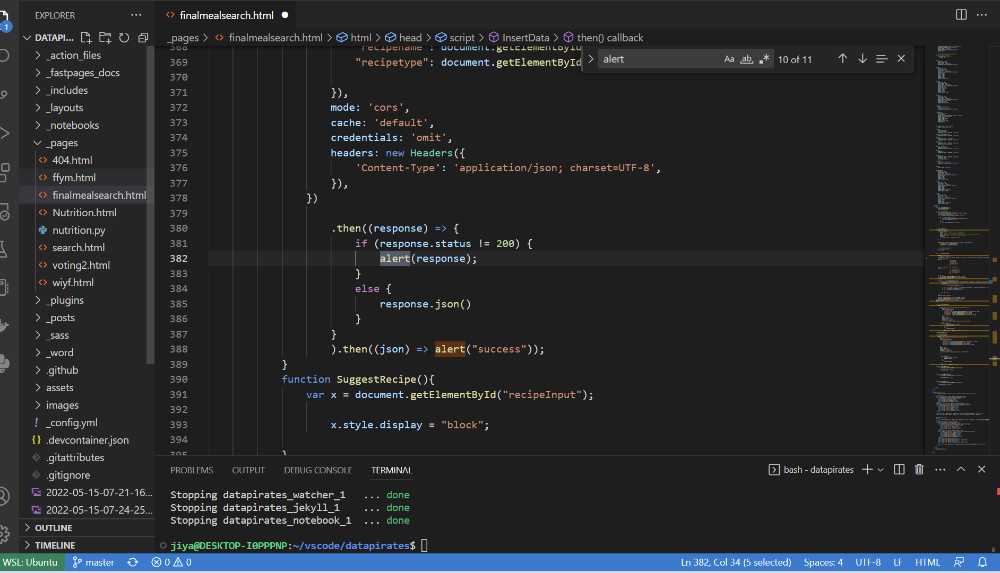 EXPLORER
finalmealsearch.html
1
DATAPI...
_pages > finalmealsearch.html > html > head > script > InsertData > then() callback
alert
Aa ab
10 of 11
_action_files
_fastpages_docs
_includes
_layouts
_notebooks
_pages
404.html
ffym.html
finalmealsearch.html
Nutrition.html
nutrition.py
search.html
voting2.html
wiyf.html
_plugins
_posts
_sass
_word
.github
assets
images
_config.yml
.devcontainer.json
.gitattributes
.gitignore
2022-05-15-07-21-16...
2022-05-15-07-24-25...
OUTLINE
TIMELINE
368 "recipename": document.getElementById
369 "recipetype": document.getElementById
370
371 }),
372 mode: 'cors',
373 cache: 'default',
374 credentials: 'omit',
375 headers: new Headers({
376 'Content-Type': 'application/json; charset=UTF-8',
377 }),
378 })
379
380 .then((response) => {
381 if (response.status != 200) {
382 alert(response);
383 }
384 else {
385 response.json()
386 }
387 }
388 ).then((json) => alert("success"));
389 }
390 function SuggestRecipe(){
391 var x = document.getElementById("recipeInput");
392
393 x.style.display = "block";
394
395 }
PROBLEMS OUTPUT DEBUG CONSOLE TERMINAL
bash - datapirates
Stopping datapirates_watcher_1 ... done
Stopping datapirates_jekyll_1 ... done
Stopping datapirates_notebook_1 ... done
jiya@DESKTOP-I0PPPNP:~/vscode/datapirates$
WSL: Ubuntu master 0 0 Ln 382, Col 34 (5 selected) Spaces: 4 UTF-8 LF HTML